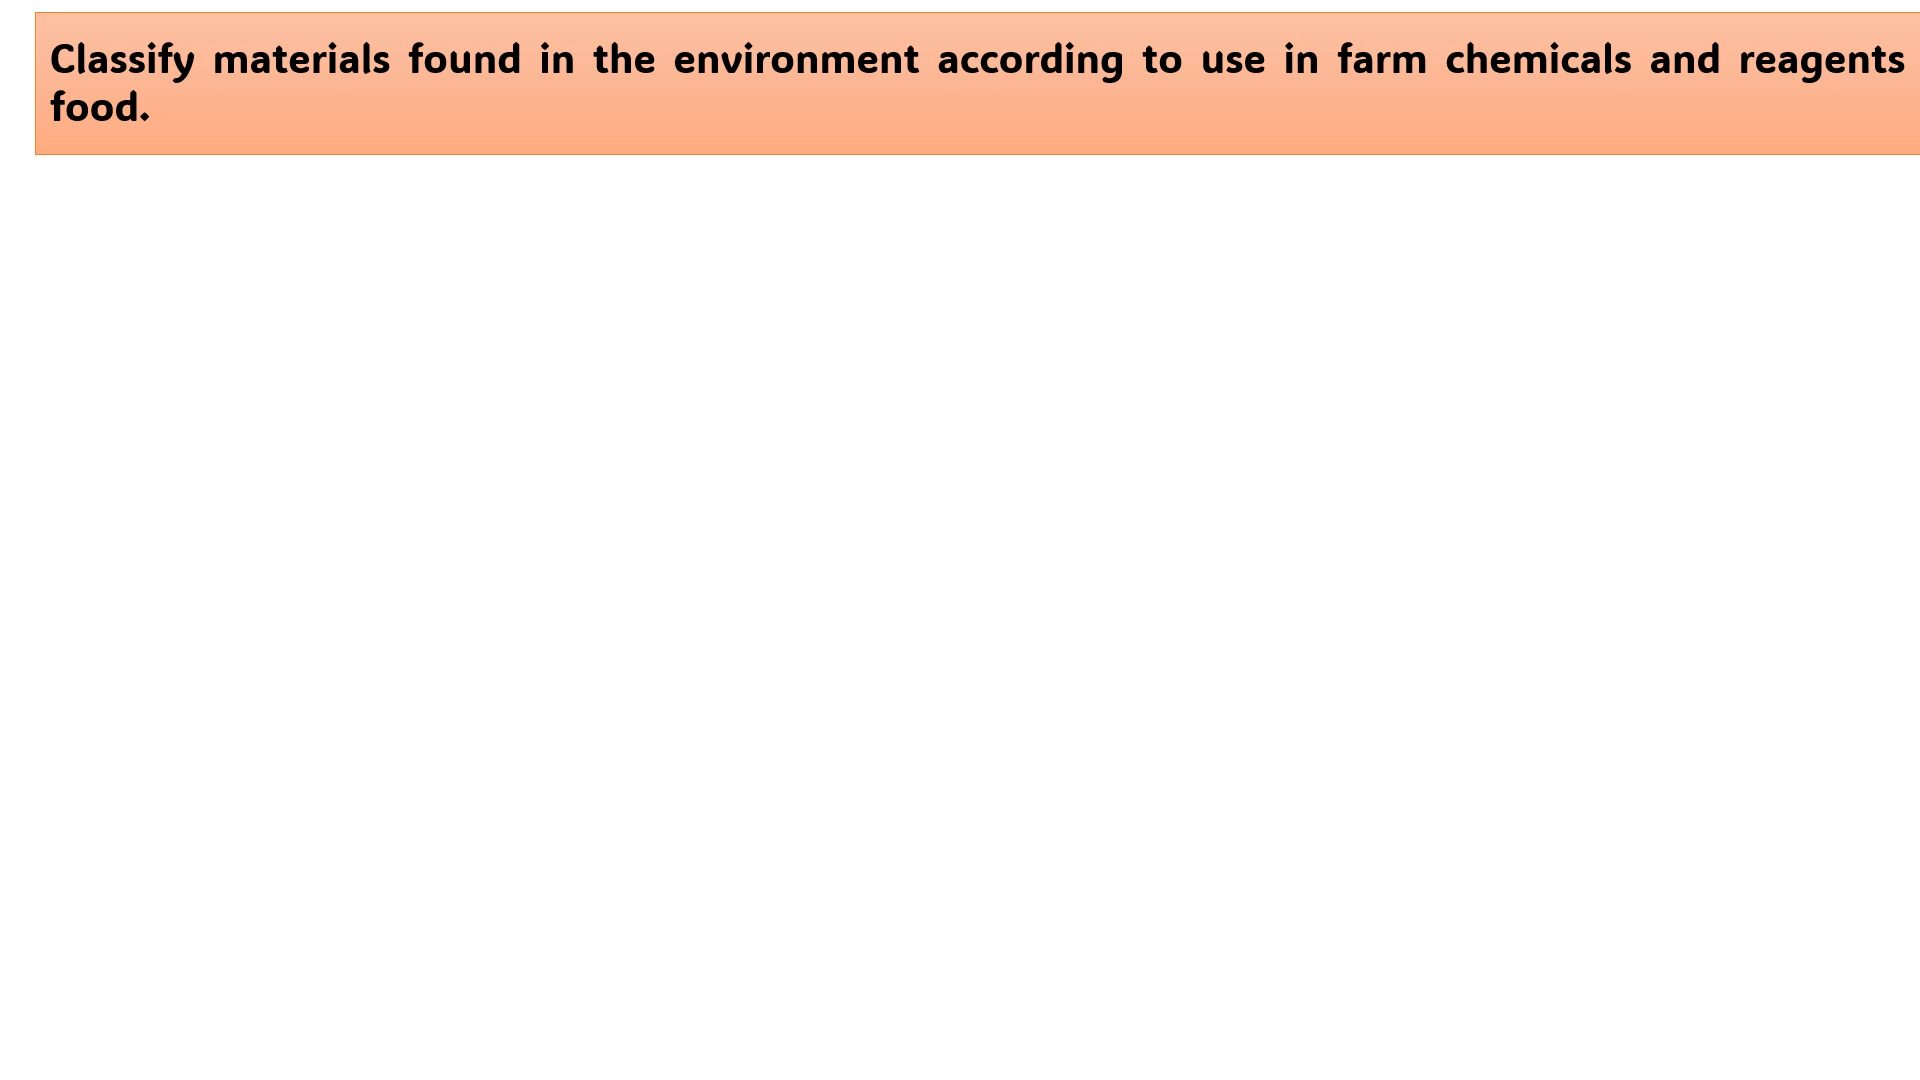 Classify materials found in the environment according to use in farm chemicals and reagents
food.